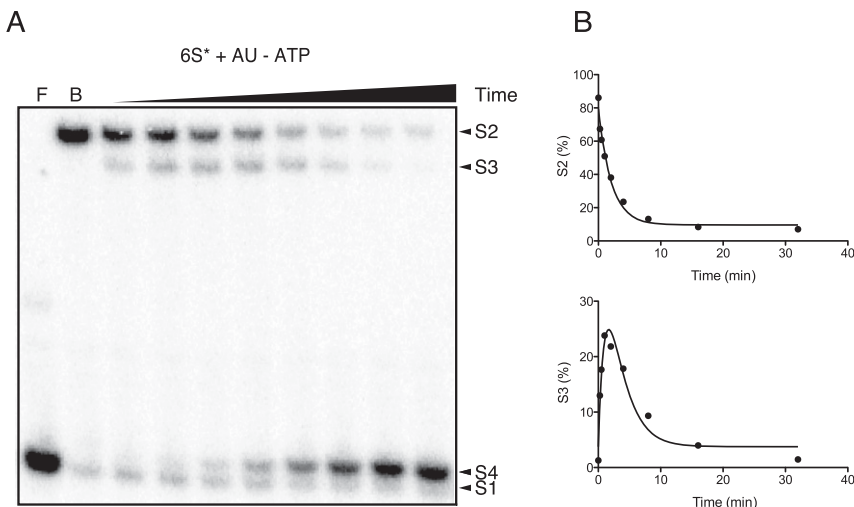 A
6S* + AU - ATP
F B
Time
S2
S3
S4
S1
B
S2 (%)
100
80
60
40
20
0
0 10 20 30 40
Time (min)
S3 (%)
30
20
10
0
0 10 20 30 40
Time (min)